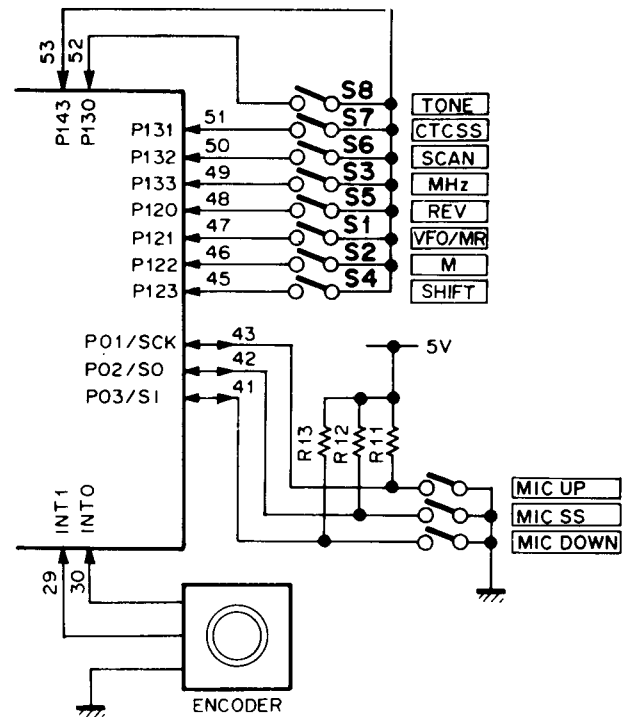 53
52
P143
P130
S8
TONE
P131
51
S7
CTCSS
P132
50
S6
SCAN
P133
49
S3
MHz
P120
48
S5
REV
P121
47
S1
VFO/MR
P122
46
S2
M
P123
45
S4
SHIFT
P01/SCK
43
5V
P02/S0
42
P03/SI
41
R13
R12
R11
MIC UP
MIC SS
MIC DOWN
INT1
INT0
29
30
ENCODER